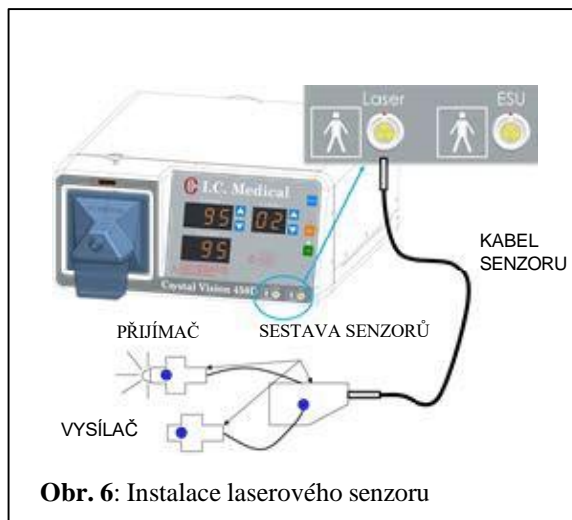 Laser
ESU
I.C. Medical
95
02
95
Crystal Vision 450D
KABEL
SENZORU
PŘIJÍMAČ
SESTAVA SENZORŮ
VYSÍLAČ
Obr. 6: Instalace laserového senzoru